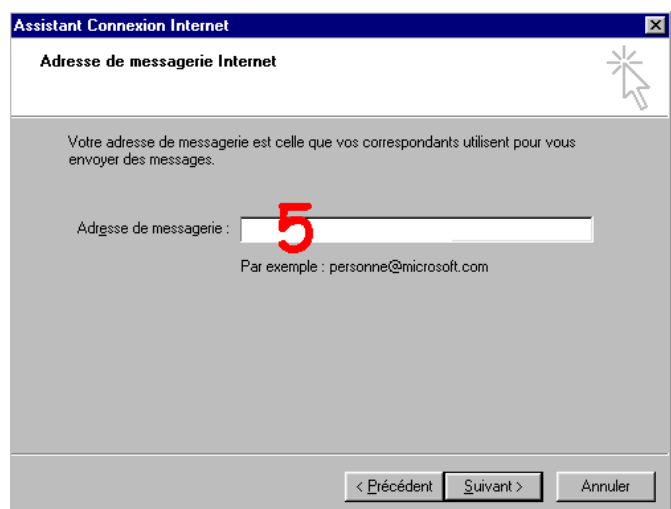 Assistant Connexion Internet
Adresse de messagerie Internet
Votre adresse de messagerie est celle que vos correspondants utilisent pour vous
envoyer des messages.
Adresse de messagerie : 5
Par exemple : personne@microsoft.com
< Précédent Suivant > Annuler